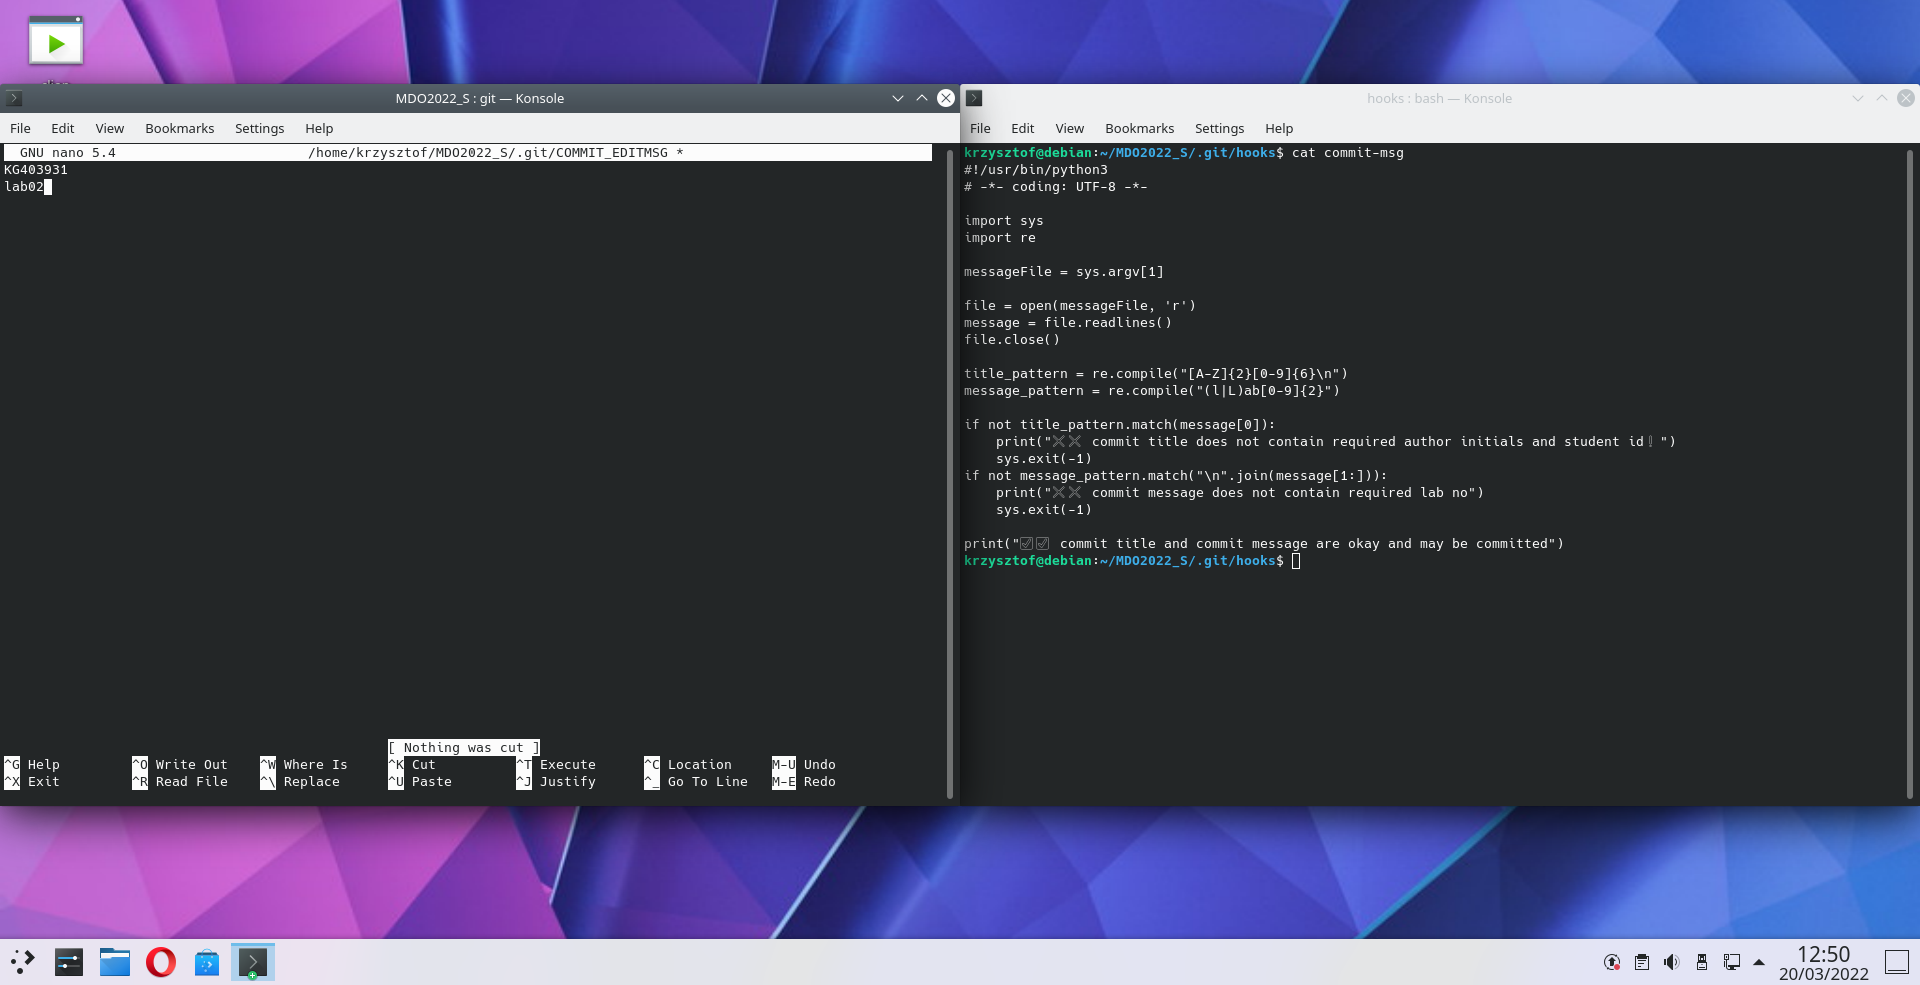 MDO2022_S : git — Konsole
File Edit View Bookmarks Settings Help
GNU nano 5.4 /home/krzysztof/MDO2022_S/.git/COMMIT_EDITMSG *
KG403931
lab02
[ Nothing was cut ]
^G Help ^O Write Out ^W Where Is ^K Cut ^T Execute ^C Location M-U Undo
^X Exit ^R Read File ^\ Replace ^U Paste ^J Justify ^_ Go To Line M-E Redo
hooks : bash — Konsole
File Edit View Bookmarks Settings Help
krzysztof@debian:~/MDO2022_S/.git/hooks$ cat commit-msg
#!/usr/bin/python3
# -*- coding: UTF-8 -*-
import sys
import re
messageFile = sys.argv[1]
file = open(messageFile, 'r')
message = file.readlines()
file.close()
title_pattern = re.compile("[A-Z]{2}[0-9]{6}\n")
message_pattern = re.compile("(l|L)ab[0-9]{2}")
if not title_pattern.match(message[0]):
    print("❌❌ commit title does not contain required author initials and student id❗")
    sys.exit(-1)
if not message_pattern.match("\n".join(message[1:])):
    print("❌❌ commit message does not contain required lab no")
    sys.exit(-1)
print("✅✅ commit title and commit message are okay and may be committed")
krzysztof@debian:~/MDO2022_S/.git/hooks$
12:50
20/03/2022